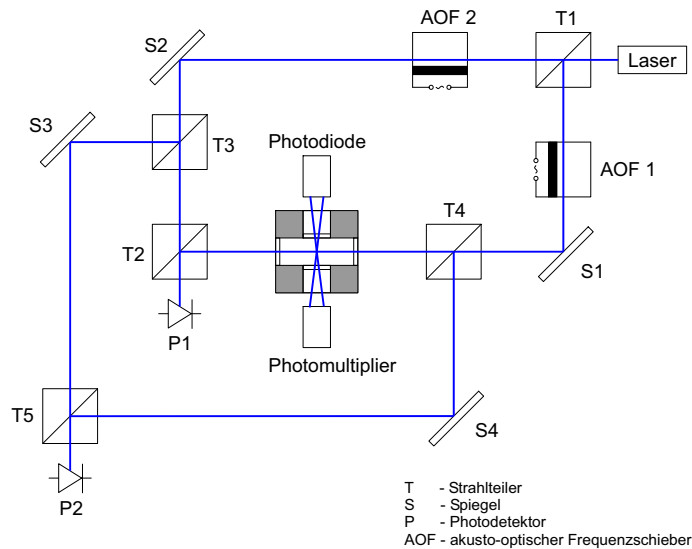 AOF 2
T1
S2
Laser
S3
T3
Photodiode
AOF 1
T4
T2
S1
P1
Photomultiplier
T5
S4
P2
T - Strahlteiler
S - Spiegel
P - Photodetektor
AOF - akusto-optischer Frequenzschieber